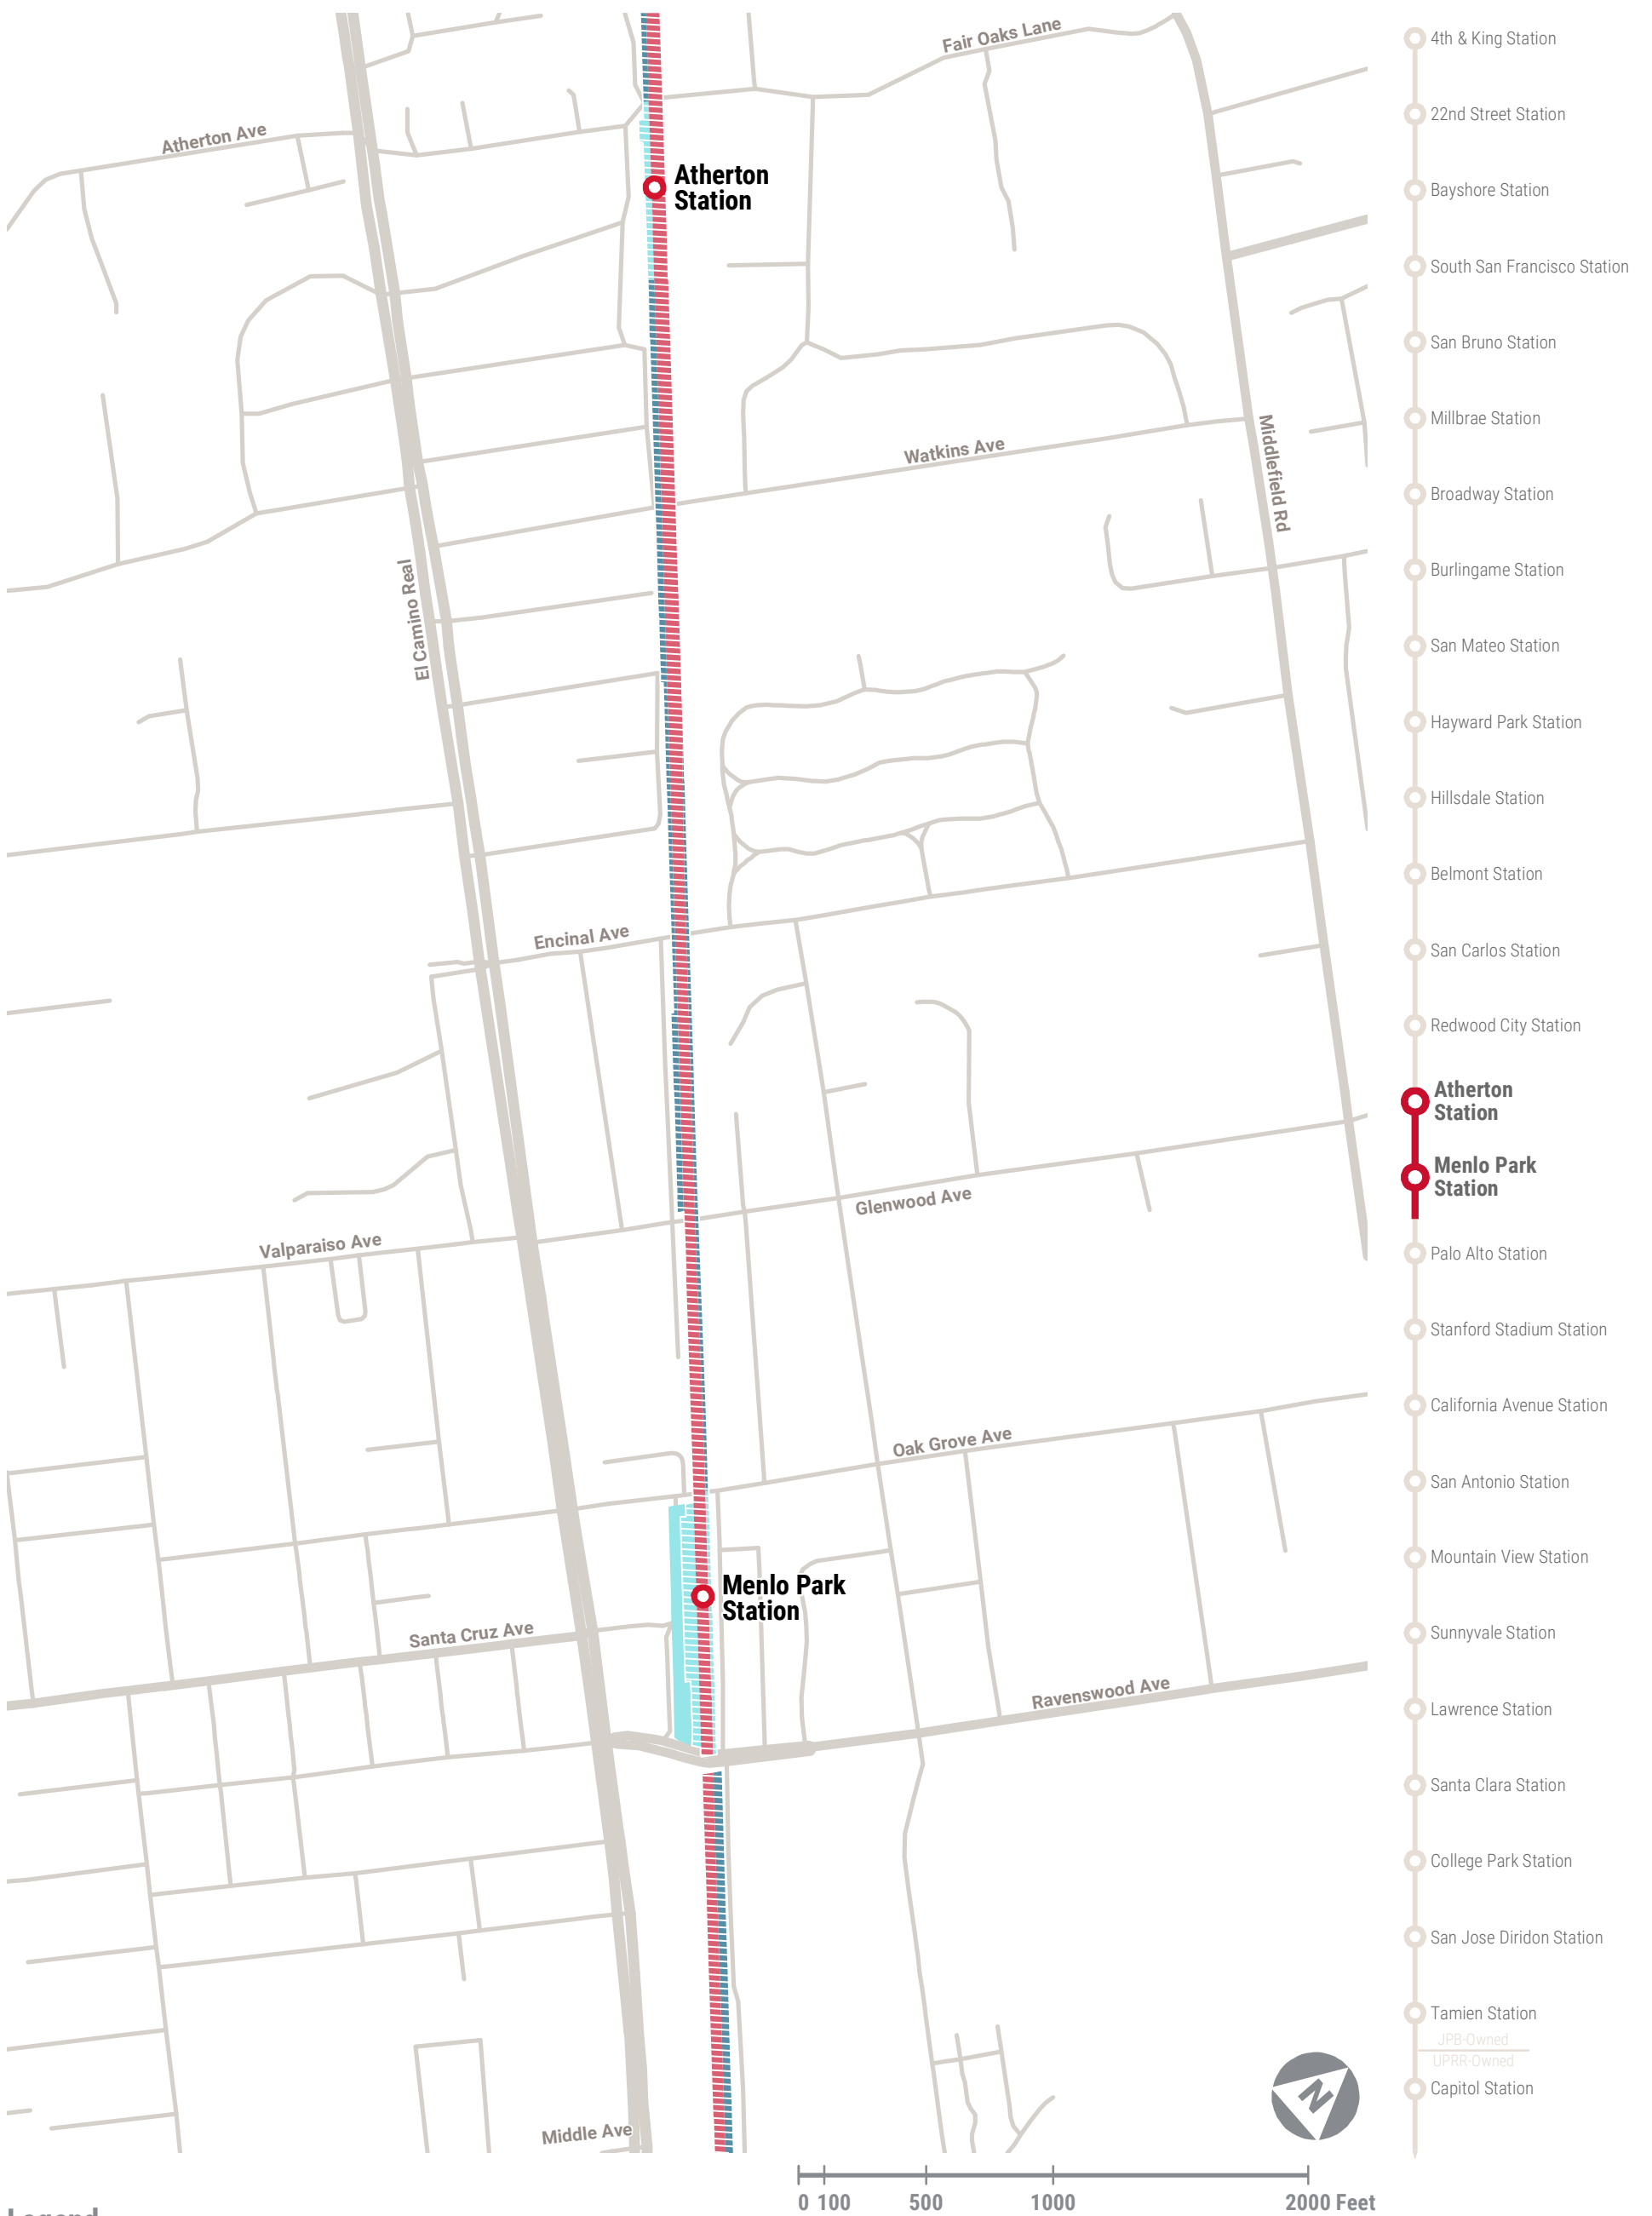 Fair Oaks Lane
Atherton Ave
Atherton
Station
Watkins Ave
Middlefield Rd
El Camino Real
Encinal Ave
Glenwood Ave
Valparaiso Ave
Oak Grove Ave
Menlo Park
Station
Santa Cruz Ave
Ravenswood Ave
Middle Ave
N
0 100 500 1000 2000 Feet
Legend
4th & King Station
22nd Street Station
Bayshore Station
South San Francisco Station
San Bruno Station
Millbrae Station
Broadway Station
Burlingame Station
San Mateo Station
Hayward Park Station
Hillsdale Station
Belmont Station
San Carlos Station
Redwood City Station
Atherton
Station
Menlo Park
Station
Palo Alto Station
Stanford Stadium Station
California Avenue Station
San Antonio Station
Mountain View Station
Sunnyvale Station
Lawrence Station
Santa Clara Station
College Park Station
San Jose Diridon Station
Tamien Station
JPB-Owned
UPRR-Owned
Capitol Station